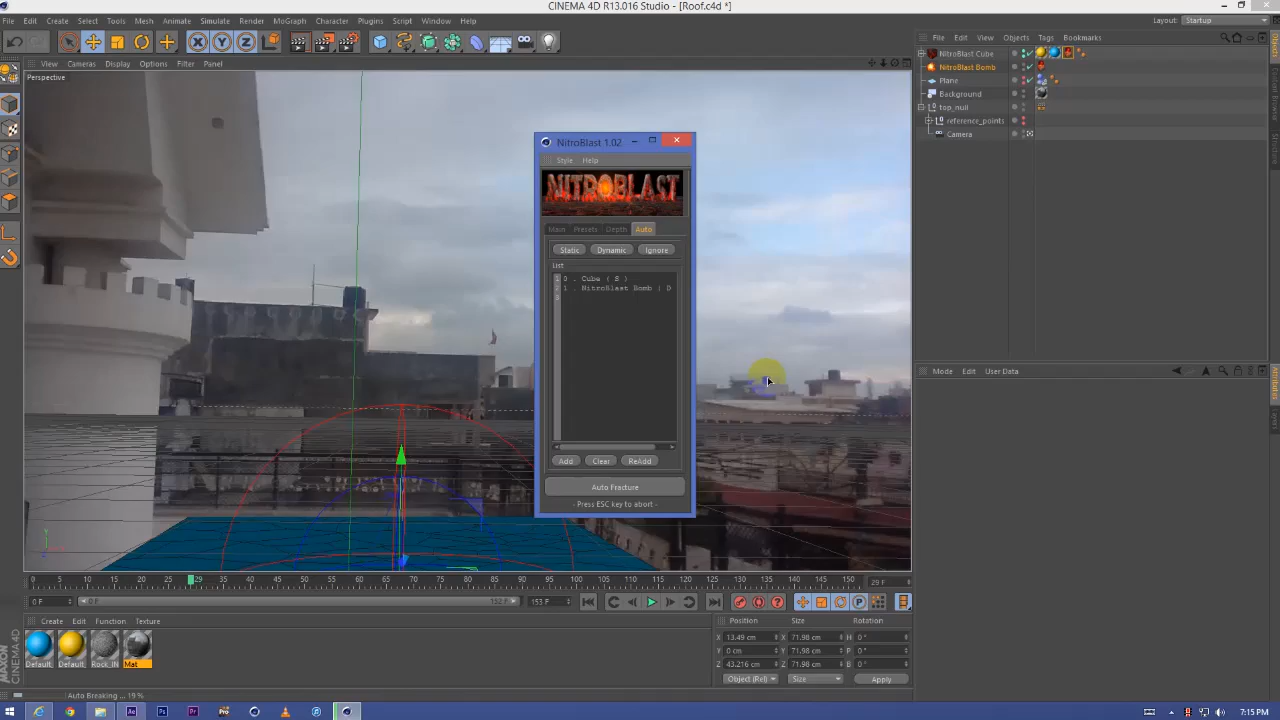 CINEMA 4D R13.016 Studio - [Roof.c4d *]
File Edit Create Select Tools Mesh Animate Simulate Render MoGraph Character Plugins Script Window Help
Layout: Startup
View Cameras Display Options Filter Panel
Perspective
File Edit View Objects Tags Bookmarks
NitroBlast Cube
NitroBlast Bomb
Plane
Background
top_null
reference_points
Camera
Mode Edit User Data
NitroBlast 1.02
Style Help
NITROBLAST
Main Presets Depth Auto
Static Dynamic Ignore
List
1 0 . Cube ( S )
2 1 . NitroBlast Bomb | D
3
Add Clear ReAdd
Auto Fracture
- Press ESC key to abort -
0 5 10 15 20 25 29 35 40 45 50 55 60 65 70 75 80 85 90 95 100 105 110 115 120 125 130 135 140 145 150
29 F
0 F
0 F
152 F
153 F
Create Edit Function Texture
Default Default Rock_IN Mat
Position Size Rotation
X 13.49 cm X 71.98 cm H 0 °
Y 0 cm Y 71.98 cm P 0 °
Z 43.216 cm Z 71.98 cm B 0 °
Object (Rel) Size Apply
MAXON CINEMA 4D
Auto Breaking ... 19 %
7:15 PM